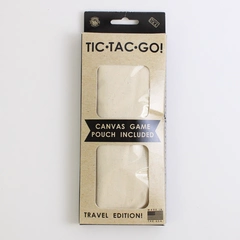 TIC•TAC•GO!
CANVAS GAME
POUCH INCLUDED
TRAVEL EDITION!